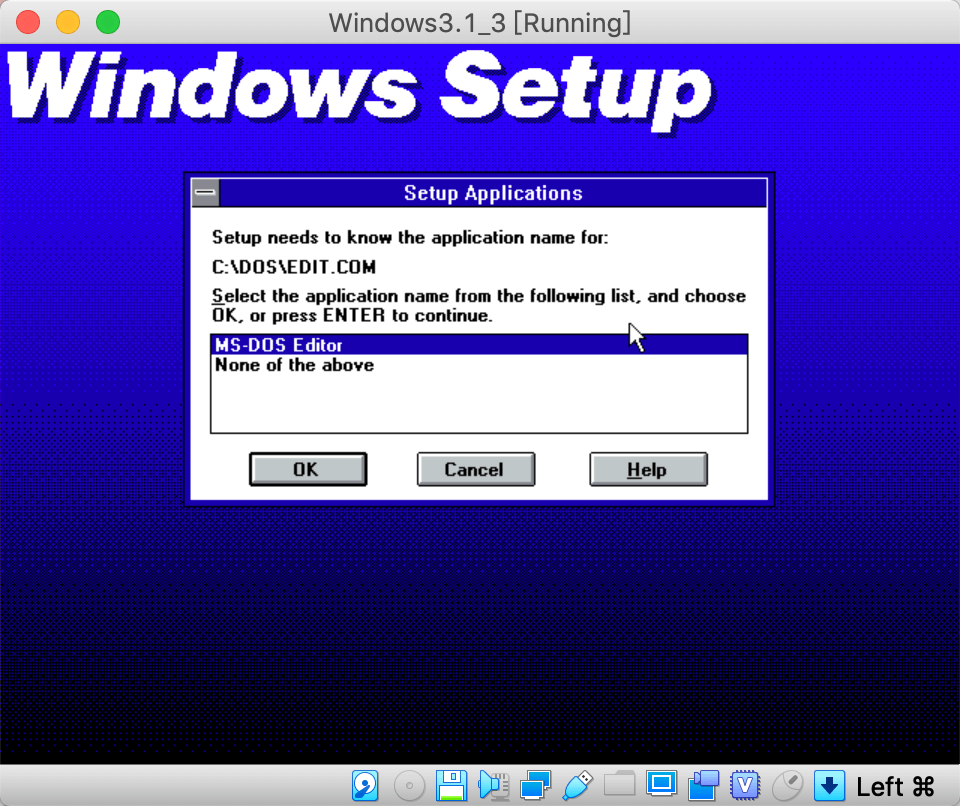 Windows3.1_3 [Running]
Windows Setup
Setup Applications
Setup needs to know the application name for:
C:\DOS\EDIT.COM
Select the application name from the following list, and choose
OK, or press ENTER to continue.
MS-DOS Editor
None of the above
OK Cancel Help
V Left ⌘